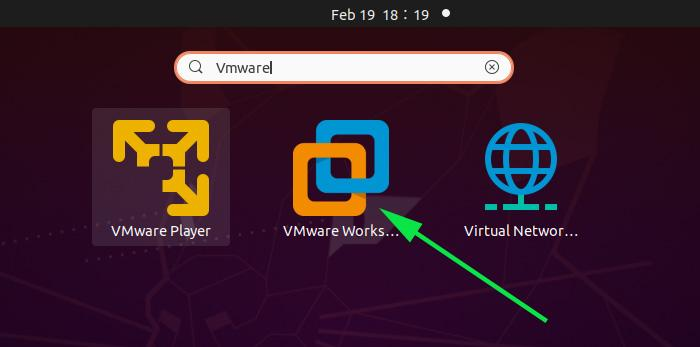 Feb 19 18 : 19
Vmware
VMware Player
VMware Works...
Virtual Networ...